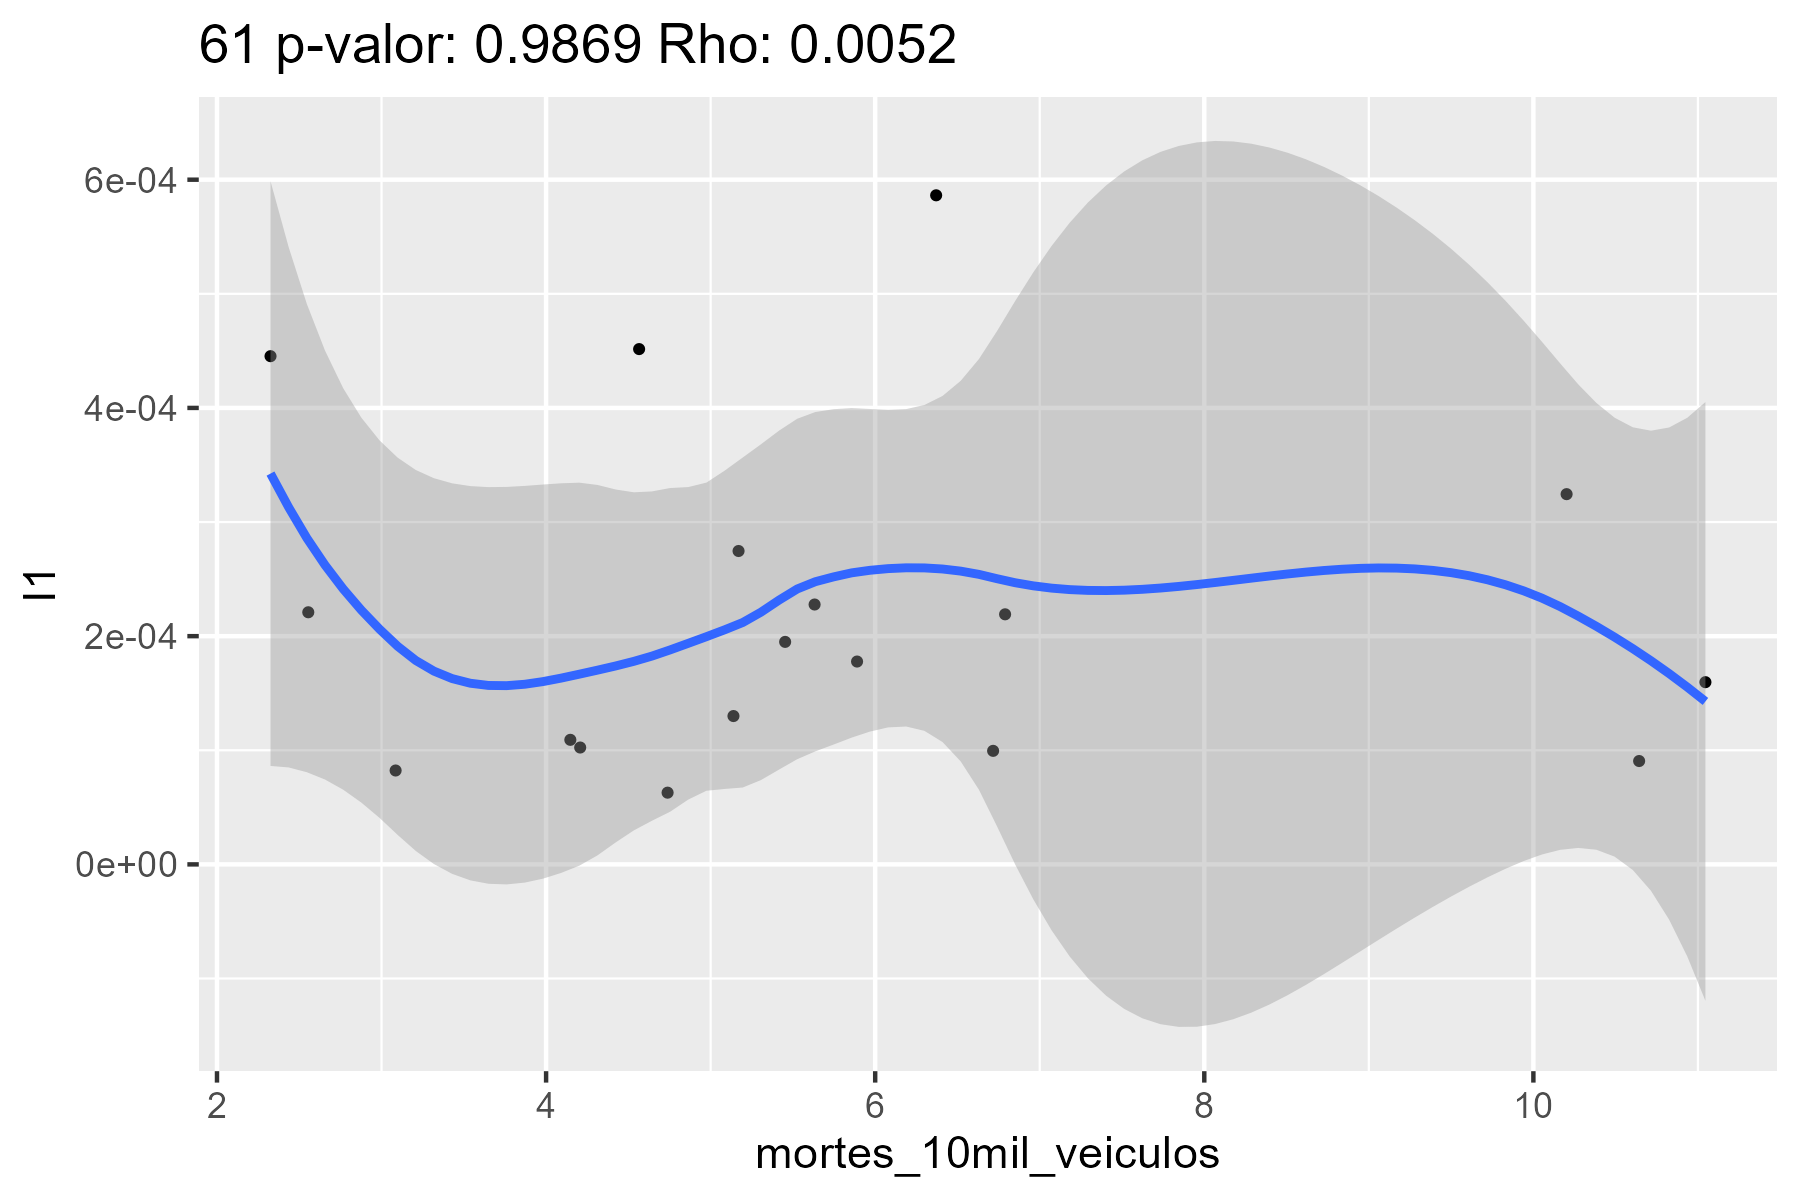 61 p-valor: 0.9869 Rho: 0.0052
6e-04
4e-04
2e-04
0e+00
I1
2 4 6 8 10
mortes_10mil_veiculos